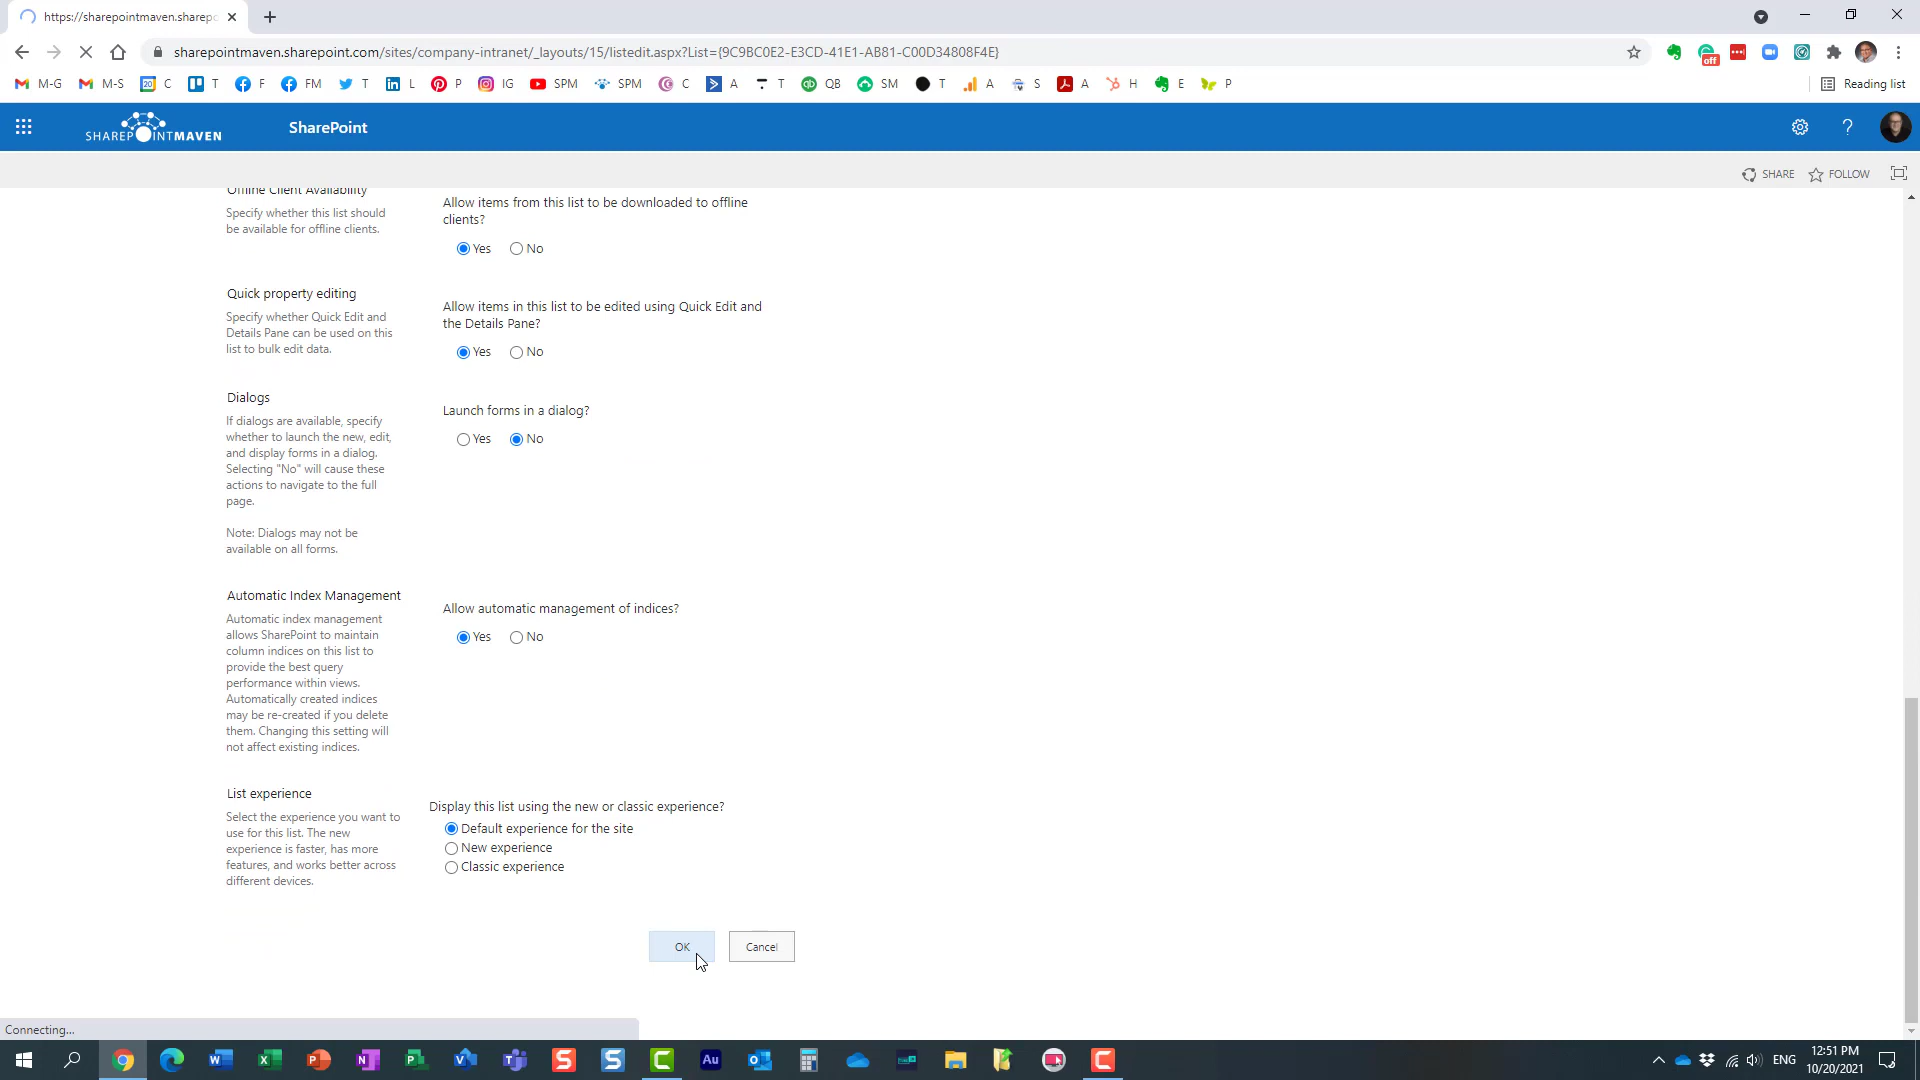 https://sharepointmaven.sharepo
sharepointmaven.sharepoint.com/sites/company-intranet/_layouts/15/listedit.aspx?List={9C9BC0E2-E3CD-41E1-AB81-C00D34808F4E}
off
M-G M-S 20 C T F FM T L P IG SPM SPM C A T QB SM T A S A H E P Reading list
SHAREPOINTMAVEN SharePoint ?
SHARE FOLLOW
Offline Client Availability
Specify whether this list should
be available for offline clients.
Allow items from this list to be downloaded to offline
clients?
Yes No
Quick property editing
Specify whether Quick Edit and
Details Pane can be used on this
list to bulk edit data.
Allow items in this list to be edited using Quick Edit and
the Details Pane?
Yes No
Dialogs
If dialogs are available, specify
whether to launch the new, edit,
and display forms in a dialog.
Selecting "No" will cause these
actions to navigate to the full
page.
Note: Dialogs may not be
available on all forms.
Launch forms in a dialog?
Yes No
Automatic Index Management
Automatic index management
allows SharePoint to maintain
column indices on this list to
provide the best query
performance within views.
Automatically created indices
may be re-created if you delete
them. Changing this setting will
not affect existing indices.
Allow automatic management of indices?
Yes No
List experience
Select the experience you want to
use for this list. The new
experience is faster, has more
features, and works better across
different devices.
Display this list using the new or classic experience?
Default experience for the site
New experience
Classic experience
OK Cancel
Connecting...
ENG
12:51 PM
10/20/2021